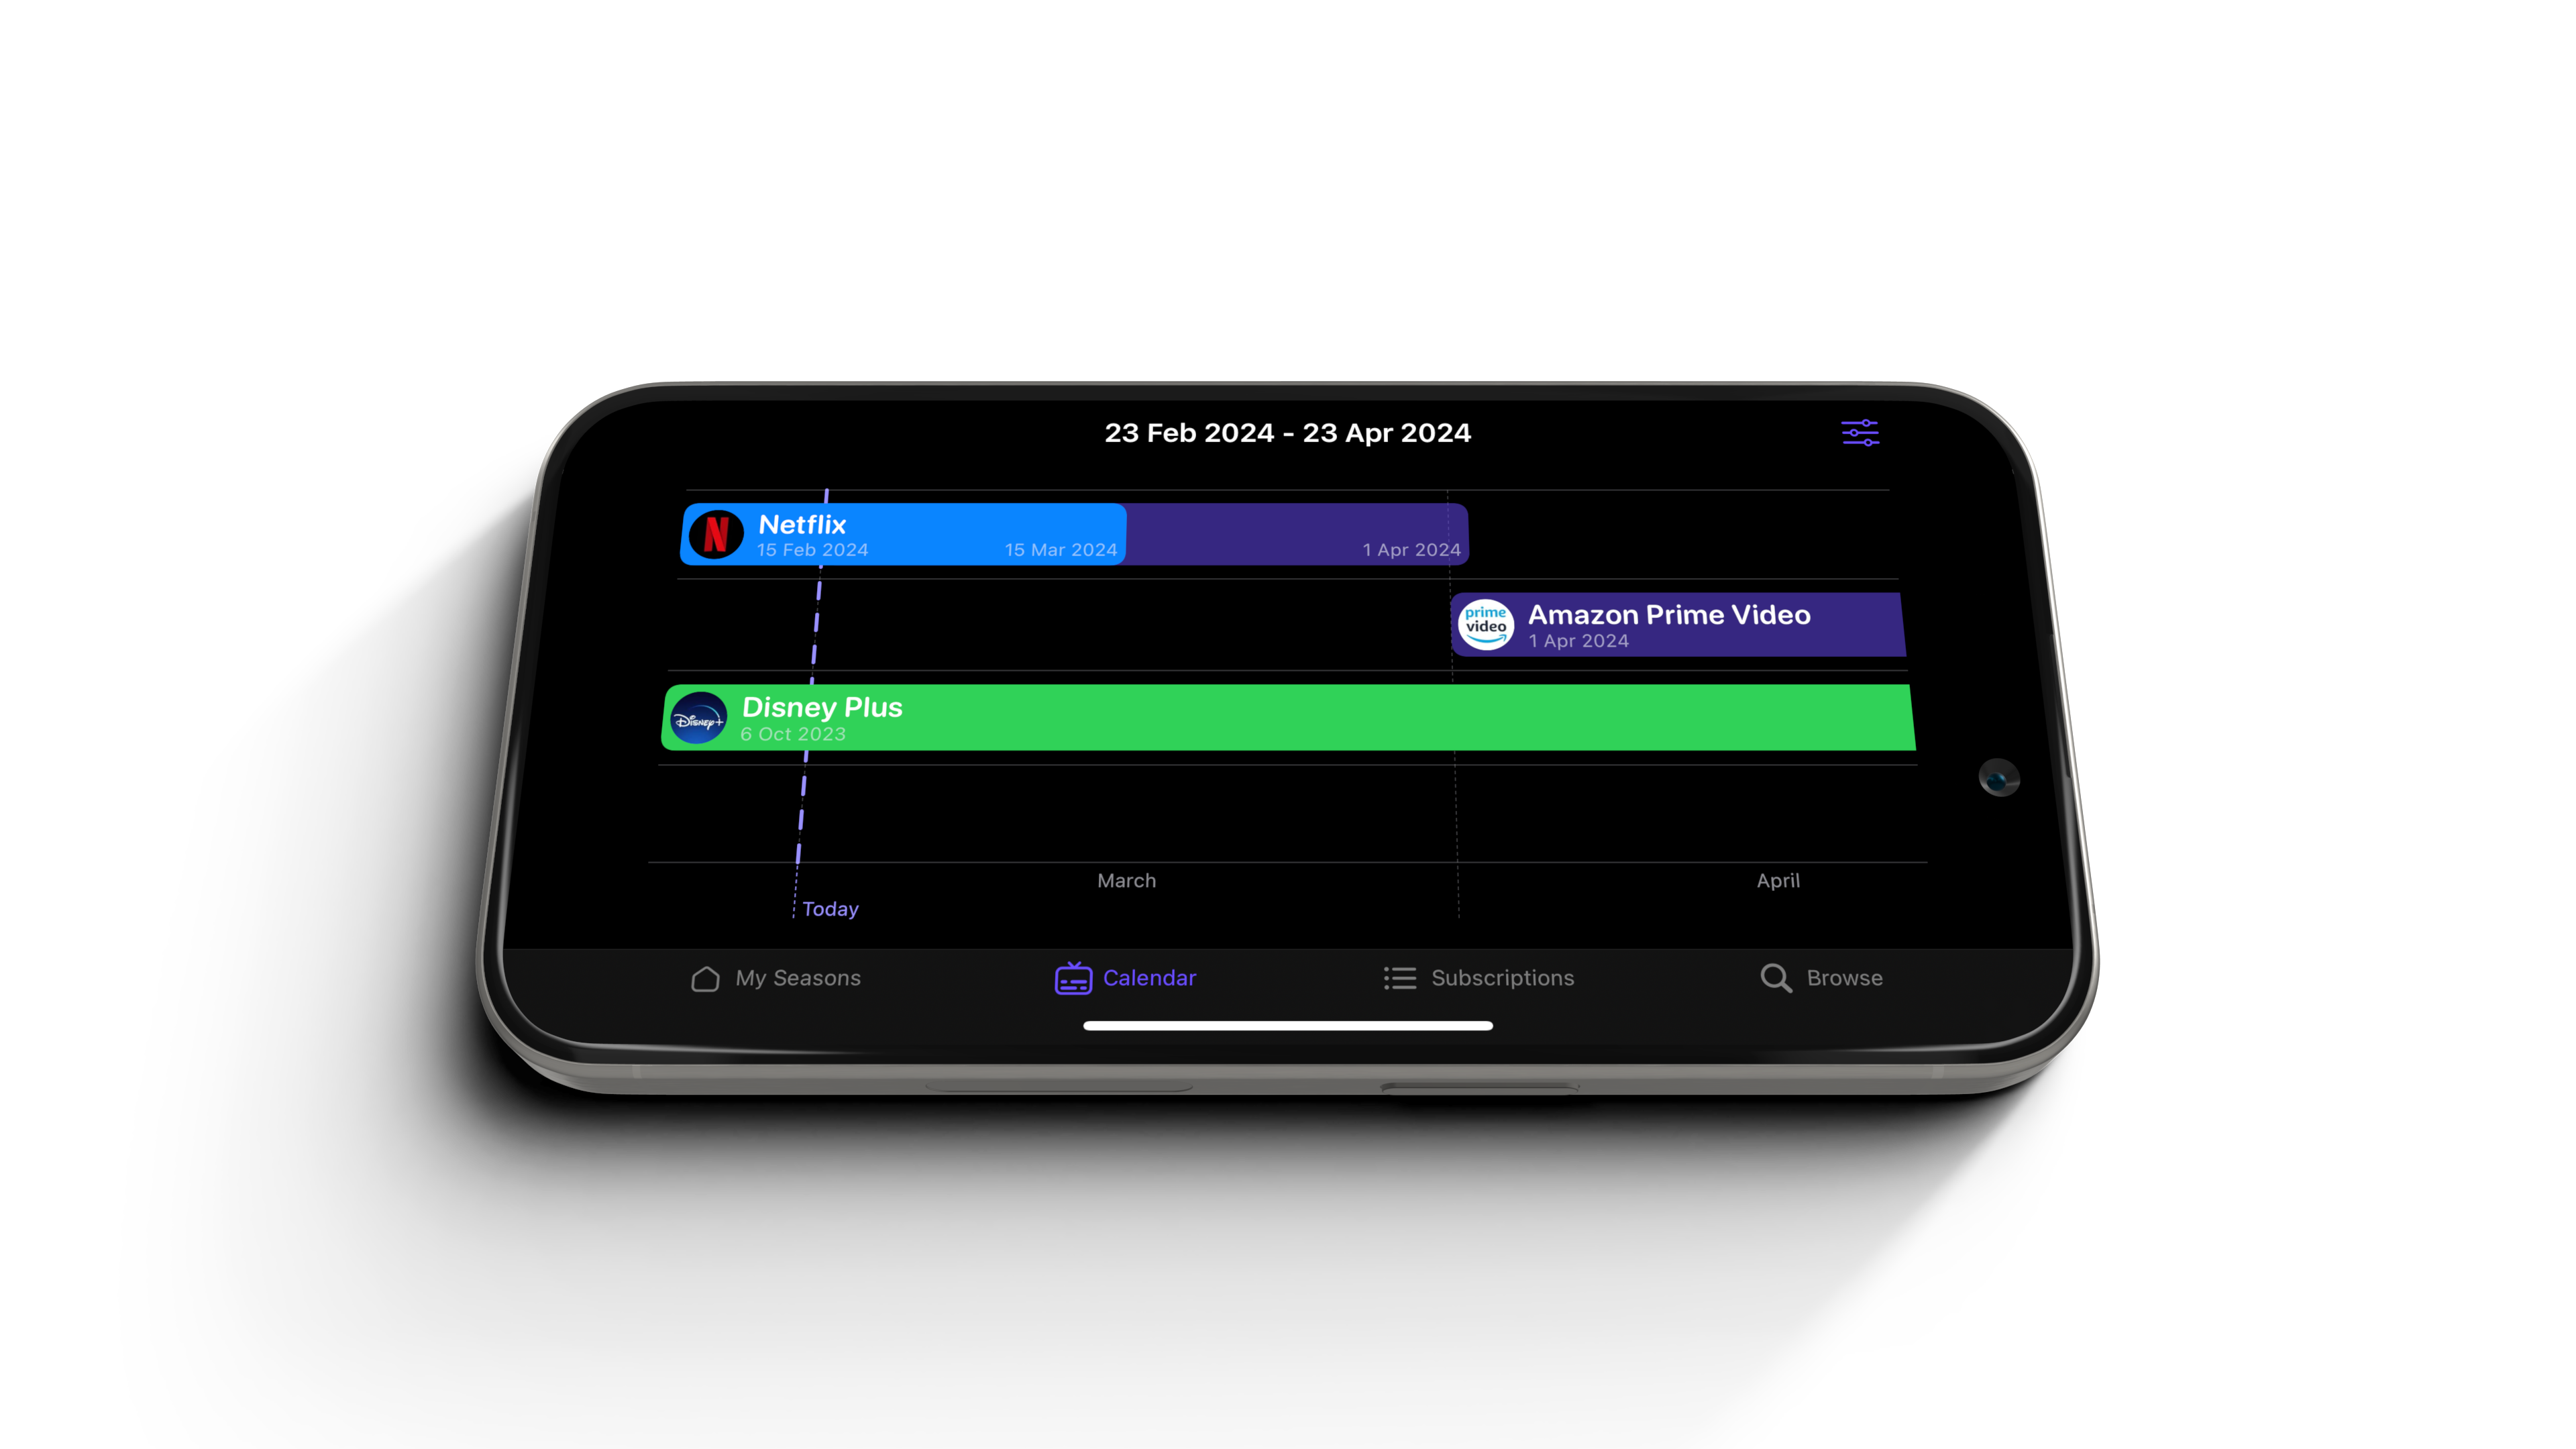 23 Feb 2024 - 23 Apr 2024
N Netflix
15 Feb 2024 15 Mar 2024 1 Apr 2024
prime video Amazon Prime Video
1 Apr 2024
Disney+ Disney Plus
6 Oct 2023
March April
Today
My Seasons Calendar Subscriptions Browse